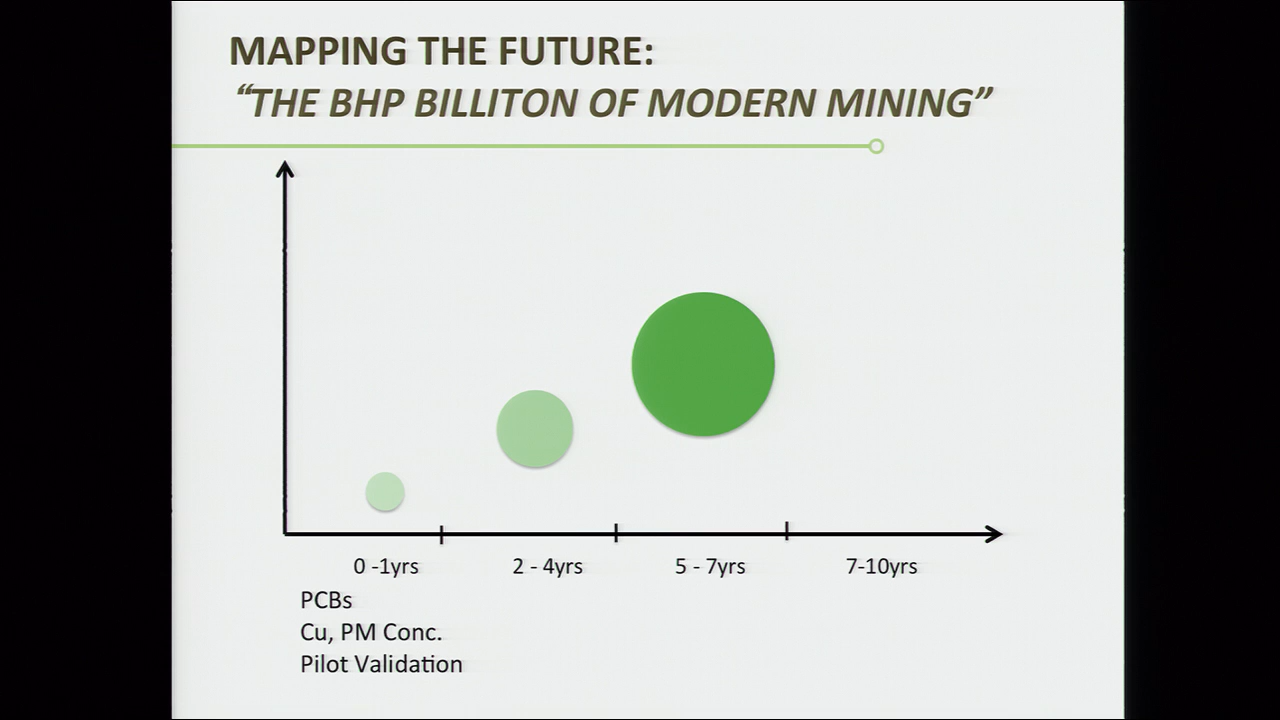 MAPPING THE FUTURE:
“THE BHP BILLITON OF MODERN MINING”
0 -1yrs 2 - 4yrs 5 - 7yrs 7-10yrs
PCBs
Cu, PM Conc.
Pilot Validation